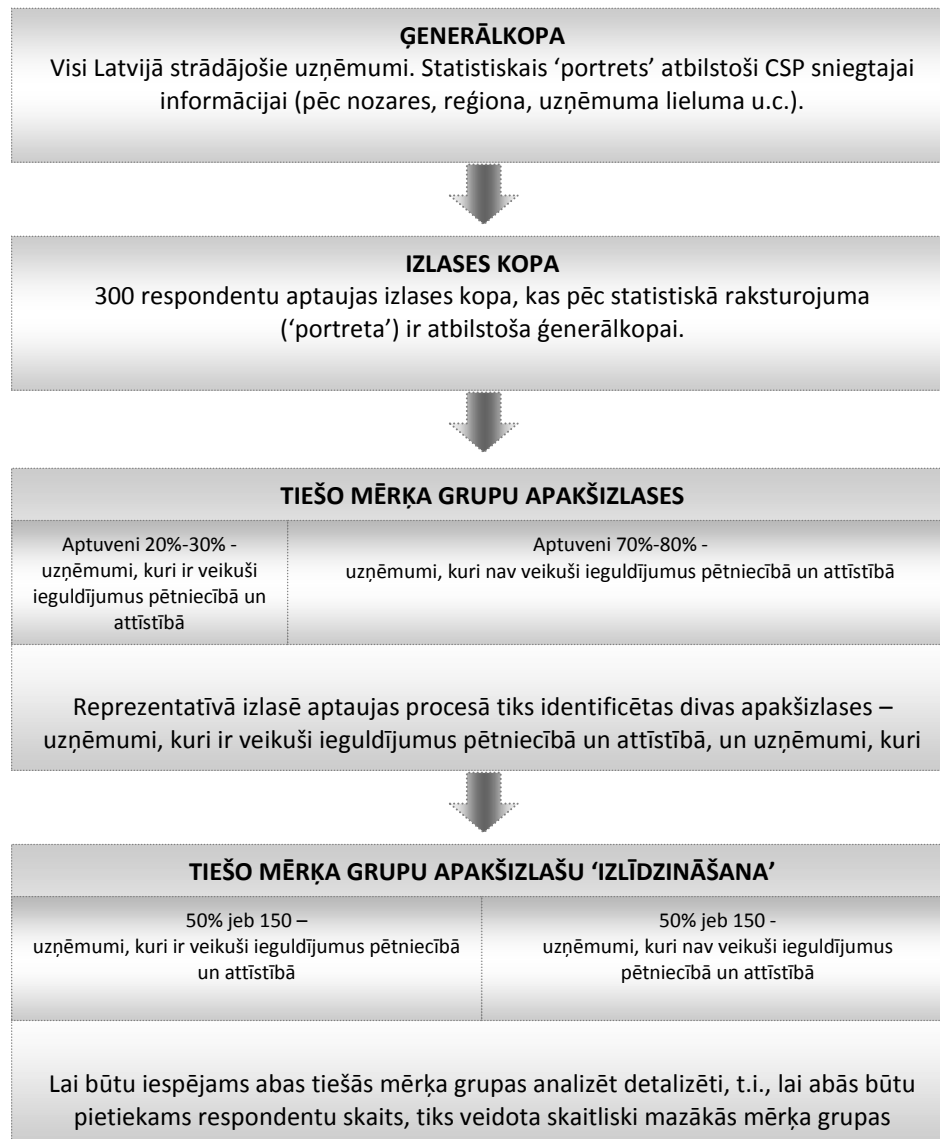 ĢENERĀLKOPA
Visi Latvijā strādājošie uzņēmumi. Statistiskais ‘portrets’ atbilstoši CSP sniegtajai
informācijai (pēc nozares, reģiona, uzņēmuma lieluma u.c.).
IZLASES KOPA
300 respondentu aptaujas izlases kopa, kas pēc statistiskā raksturojuma
(‘portreta’) ir atbilstoša ģenerālkopai.
TIEŠO MĒRĶA GRUPU APAKŠIZLASES
Aptuveni 20%-30% -
uzņēmumi, kuri ir veikuši
ieguldījumus pētniecībā un
attīstībā
Aptuveni 70%-80% -
uzņēmumi, kuri nav veikuši ieguldījumus pētniecībā un attīstībā
Reprezentatīvā izlasē aptaujas procesā tiks identificētas divas apakšizlases –
uzņēmumi, kuri ir veikuši ieguldījumus pētniecībā un attīstībā, un uzņēmumi, kuri
TIEŠO MĒRĶA GRUPU APAKŠIZLAŠU ‘IZLĪDZINĀŠANA’
50% jeb 150 –
uzņēmumi, kuri ir veikuši ieguldījumus pētniecībā
un attīstībā
50% jeb 150 -
uzņēmumi, kuri nav veikuši ieguldījumus
pētniecībā un attīstībā
Lai būtu iespējams abas tiešās mērķa grupas analizēt detalizēti, t.i., lai abās būtu
pietiekams respondentu skaits, tiks veidota skaitliski mazākās mērķa grupas